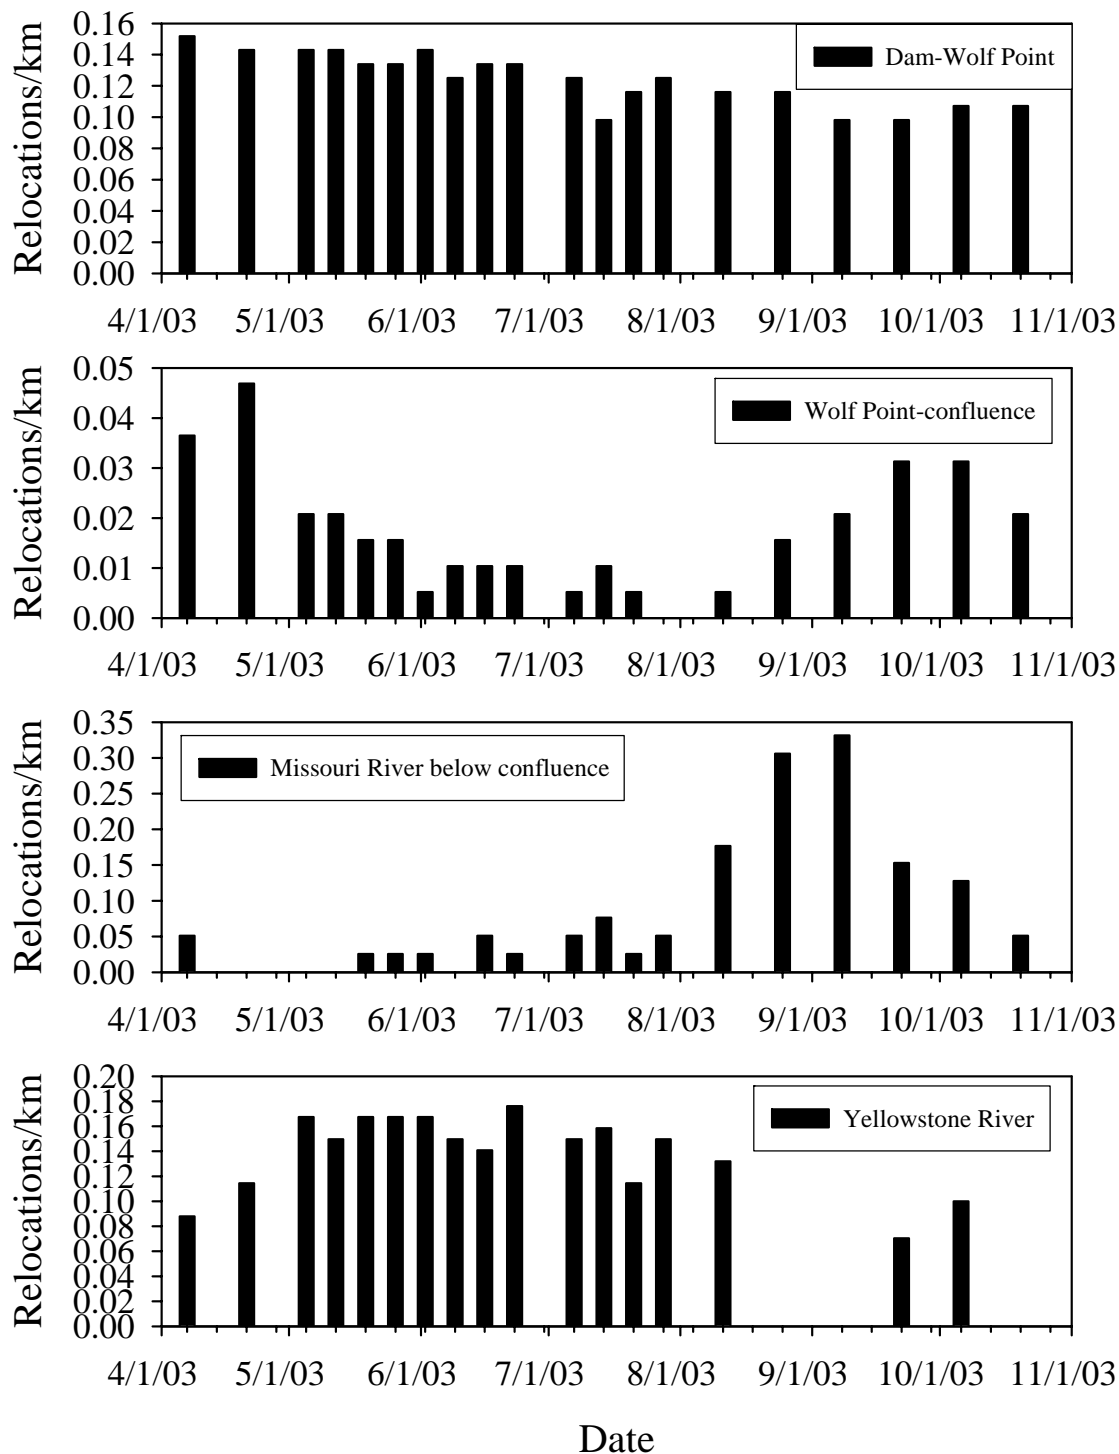 Relocations/km
0.16
0.14
0.12
0.10
0.08
0.06
0.04
0.02
0.00
Dam-Wolf Point
4/1/03 5/1/03 6/1/03 7/1/03 8/1/03 9/1/03 10/1/03 11/1/03
Relocations/km
0.05
0.04
0.03
0.02
0.01
0.00
Wolf Point-confluence
4/1/03 5/1/03 6/1/03 7/1/03 8/1/03 9/1/03 10/1/03 11/1/03
Relocations/km
0.35
0.30
0.25
0.20
0.15
0.10
0.05
0.00
Missouri River below confluence
4/1/03 5/1/03 6/1/03 7/1/03 8/1/03 9/1/03 10/1/03 11/1/03
Relocations/km
0.20
0.18
0.16
0.14
0.12
0.10
0.08
0.06
0.04
0.02
0.00
Yellowstone River
4/1/03 5/1/03 6/1/03 7/1/03 8/1/03 9/1/03 10/1/03 11/1/03
Date